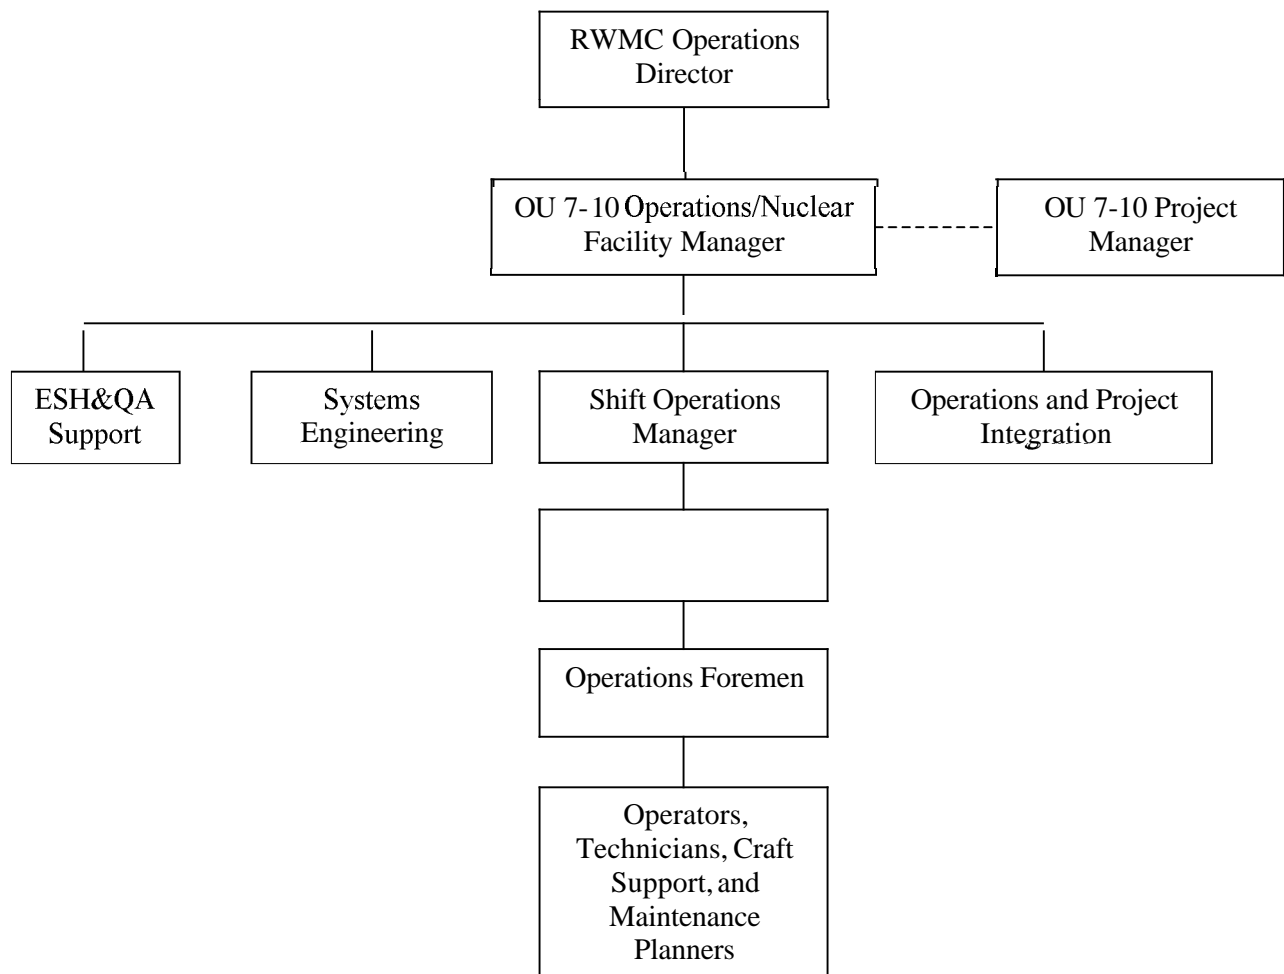 RWMC Operations
Director
OU 7-10 Operations/Nuclear
Facility Manager
OU 7-10 Project
Manager
ESH&QA
Support
Systems
Engineering
Shift Operations
Manager
Operations and Project
Integration
Operations Foremen
Operators,
Technicians, Craft
Support, and
Maintenance
Planners